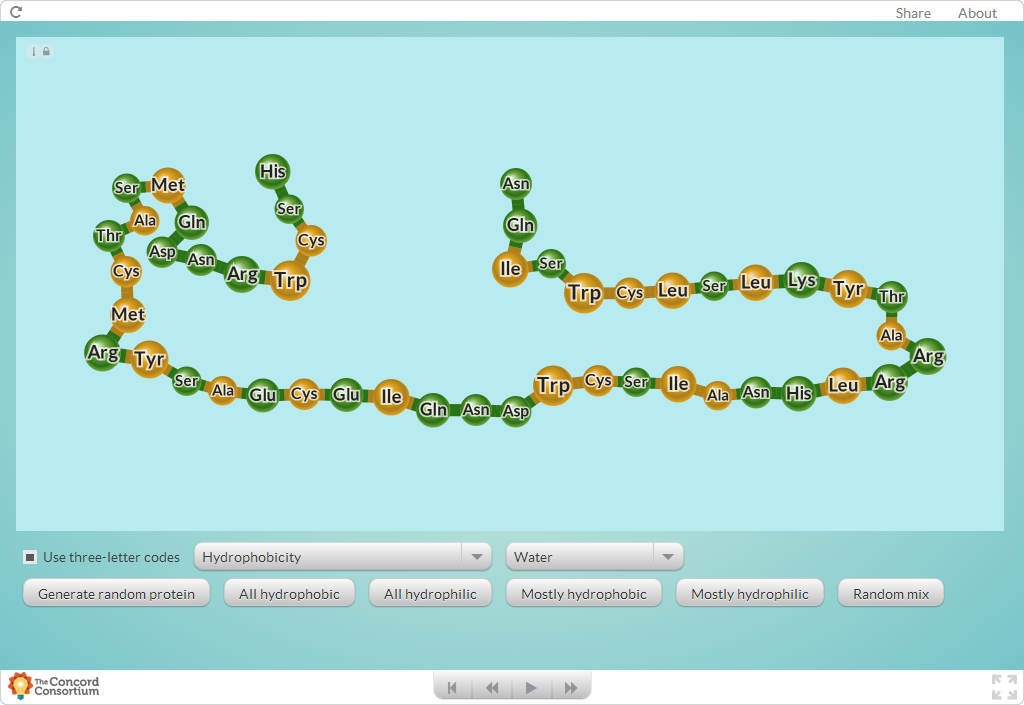 Share About
His
Ser Met Asn
Ser
Ala Gln Gln
Thr Cys
Asp Asn
Cys Arg Trp Ile Ser
Trp Cys Leu Ser Leu Lys Tyr Thr
Met
Ala
Arg Tyr Arg
Ser Ala Glu Cys Glu Ile Gln Asn Asp Trp Cys Ser Ile Ala Asn His Leu Arg
Use three-letter codes Hydrophobicity Water
Generate random protein All hydrophobic All hydrophilic Mostly hydrophobic Mostly hydrophilic Random mix
The Concord
Consortium